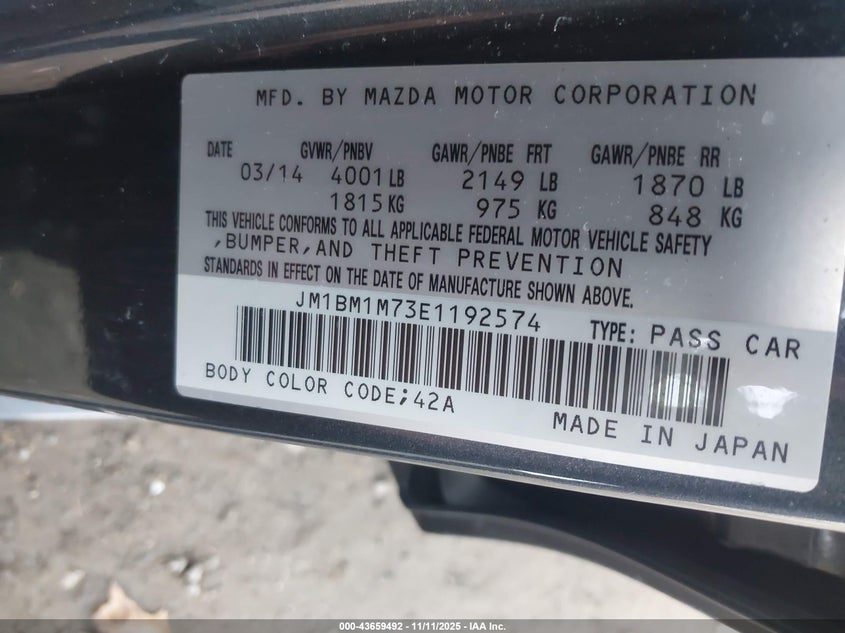 MFD. BY MAZDA MOTOR CORPORATION
DATE GVWR/PNBV GAWR/PNBE FRT GAWR/PNBE RR
03/14 4001 LB 2149 LB 1870 LB
1815 KG 975 KG 848 KG
THIS VEHICLE CONFORMS TO ALL APPLICABLE FEDERAL MOTOR VEHICLE SAFETY
,BUMPER,AND THEFT PREVENTION
STANDARDS IN EFFECT ON THE DATE OF MANUFACTURE SHOWN ABOVE.
JM1BM1M73E1192574 TYPE: PASS CAR
BODY COLOR CODE;42A
MADE IN JAPAN
000-43659492 - 11/11/2025 - IAA Inc.